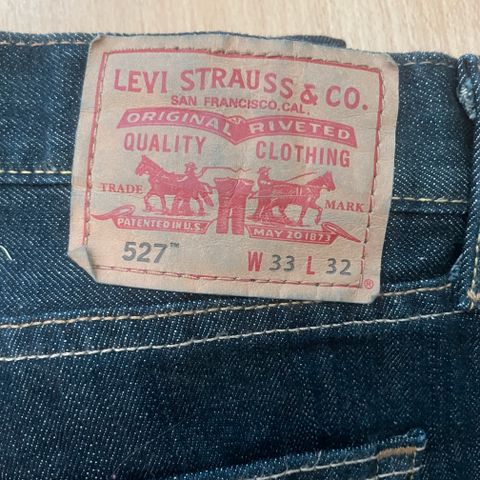 LEVI STRAUSS & CO.
SAN FRANCISCO, CAL.
ORIGINAL RIVETED
QUALITY CLOTHING
TRADE MARK
PATENTED IN U.S. MAY 20 1873
527™ W 33 L 32 ®